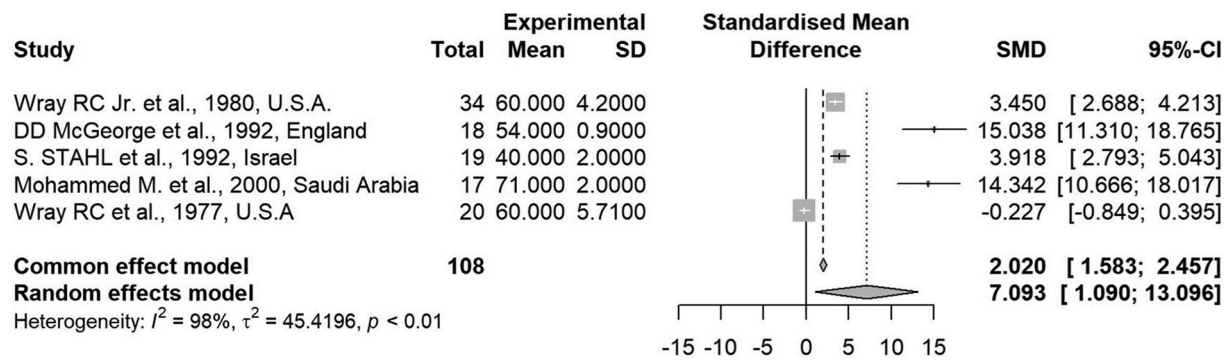 Experimental Standardised Mean
Study Total Mean SD Difference SMD 95%-CI
Wray RC Jr. et al., 1980, U.S.A. 34 60.000 4.2000 3.450 [ 2.688; 4.213]
DD McGeorge et al., 1992, England 18 54.000 0.9000 15.038 [11.310; 18.765]
S. STAHL et al., 1992, Israel 19 40.000 2.0000 3.918 [ 2.793; 5.043]
Mohammed M. et al., 2000, Saudi Arabia 17 71.000 2.0000 14.342 [10.666; 18.017]
Wray RC et al., 1977, U.S.A 20 60.000 5.7100 -0.227 [-0.849; 0.395]
Common effect model 108 2.020 [ 1.583; 2.457]
Random effects model 7.093 [ 1.090; 13.096]
Heterogeneity: I² = 98%, τ² = 45.4196, p < 0.01
-15 -10 -5 0 5 10 15